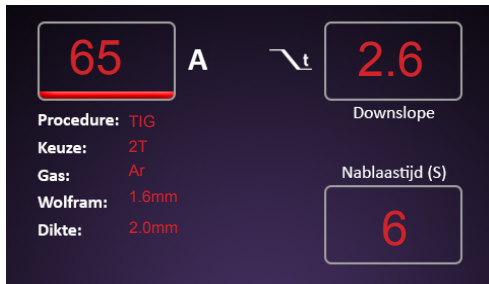 65 A
t 2.6
Downslope
Procedure: TIG
Keuze: 2T
Gas: Ar
Wolfram: 1.6mm
Dikte: 2.0mm
Nablaastijd (S)
6